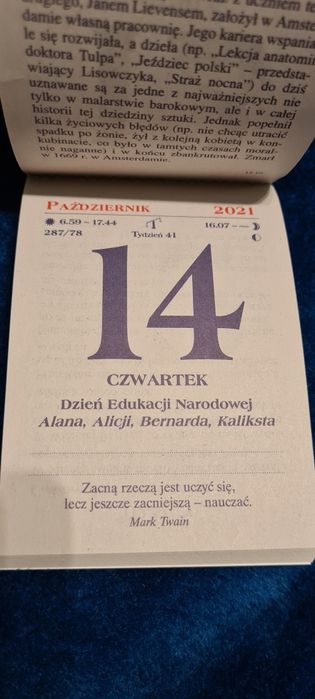 drugiego, Janem Lievensem, założył w Amste-
damie własną pracownię. Jego kariera wspania-
le się rozwijała, a dzieła (np. „Lekcja anatomii
doktora Tulpa", „Jeździec polski" – przedsta-
wiający Lisowczyka, „Straż nocna") do dziś
uznawane są za jedne z najważniejszych nie
tylko w malarstwie barokowym, ale i w całej
historii tej dziedziny sztuki. Jednak popełnił
kilka życiowych błędów (np. nie chcąc utracić
spadku po żonie, żył z kolejną kobietą w kon-
kubinacie, co było w tamtych czasach moral-
nie naganne) i w końcu zbankrutował. Zmarł
w 1669 r. w Amsterdamie.
PAŹDZIERNIK 2021
6.59 – 17.44 16.07 – —
287/78 Tydzień 41
14
CZWARTEK
Dzień Edukacji Narodowej
Alana, Alicji, Bernarda, Kaliksta
Zacną rzeczą jest uczyć się,
lecz jeszcze zacniejszą – nauczać.
Mark Twain